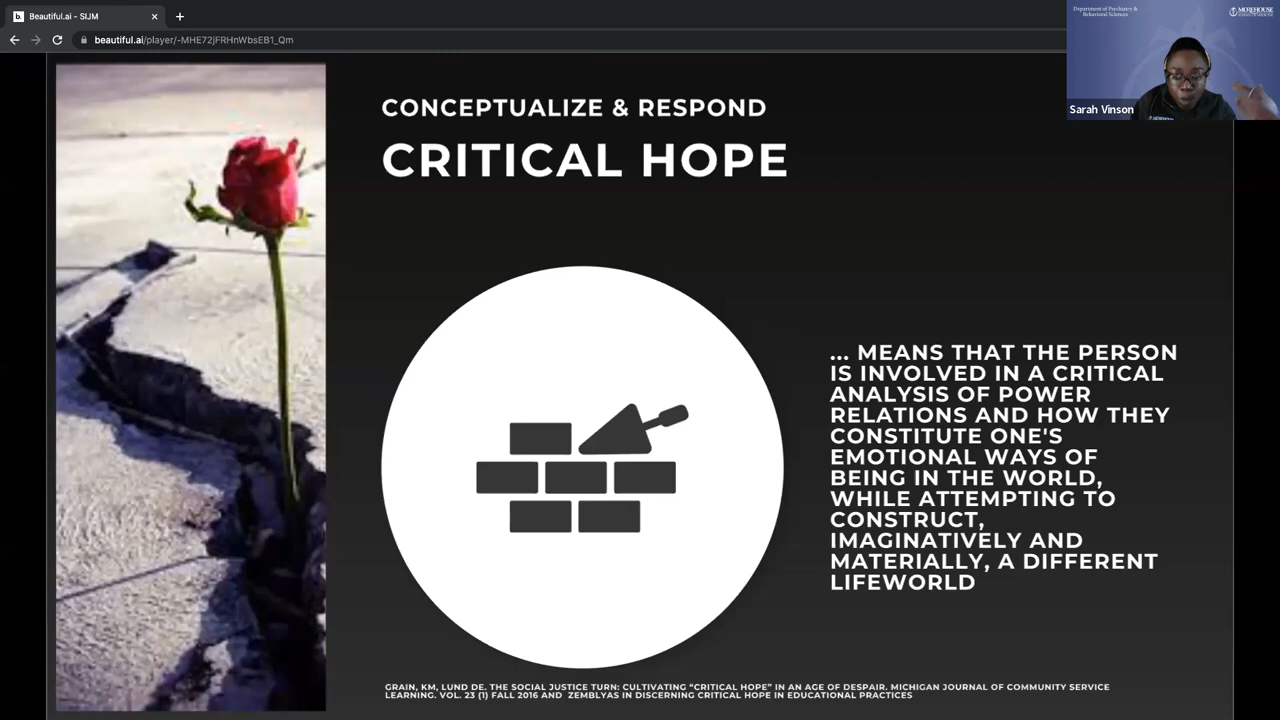 b. Beautiful.ai - SIJM
beautiful.ai/player/-MHE72jFRHnWbsEB1_Qm
Department of Psychiatry &
Behavioral Sciences
MOREHOUSE
SCHOOL OF MEDICINE
Sarah Vinson
CONCEPTUALIZE & RESPOND
CRITICAL HOPE
... MEANS THAT THE PERSON
IS INVOLVED IN A CRITICAL
ANALYSIS OF POWER
RELATIONS AND HOW THEY
CONSTITUTE ONE'S
EMOTIONAL WAYS OF
BEING IN THE WORLD,
WHILE ATTEMPTING TO
CONSTRUCT,
IMAGINATIVELY AND
MATERIALLY, A DIFFERENT
LIFEWORLD
GRAIN, KM, LUND DE. THE SOCIAL JUSTICE TURN: CULTIVATING “CRITICAL HOPE” IN AN AGE OF DESPAIR. MICHIGAN JOURNAL OF COMMUNITY SERVICE
LEARNING. VOL. 23 (1) FALL 2016 AND ZEMBLYAS IN DISCERNING CRITICAL HOPE IN EDUCATIONAL PRACTICES